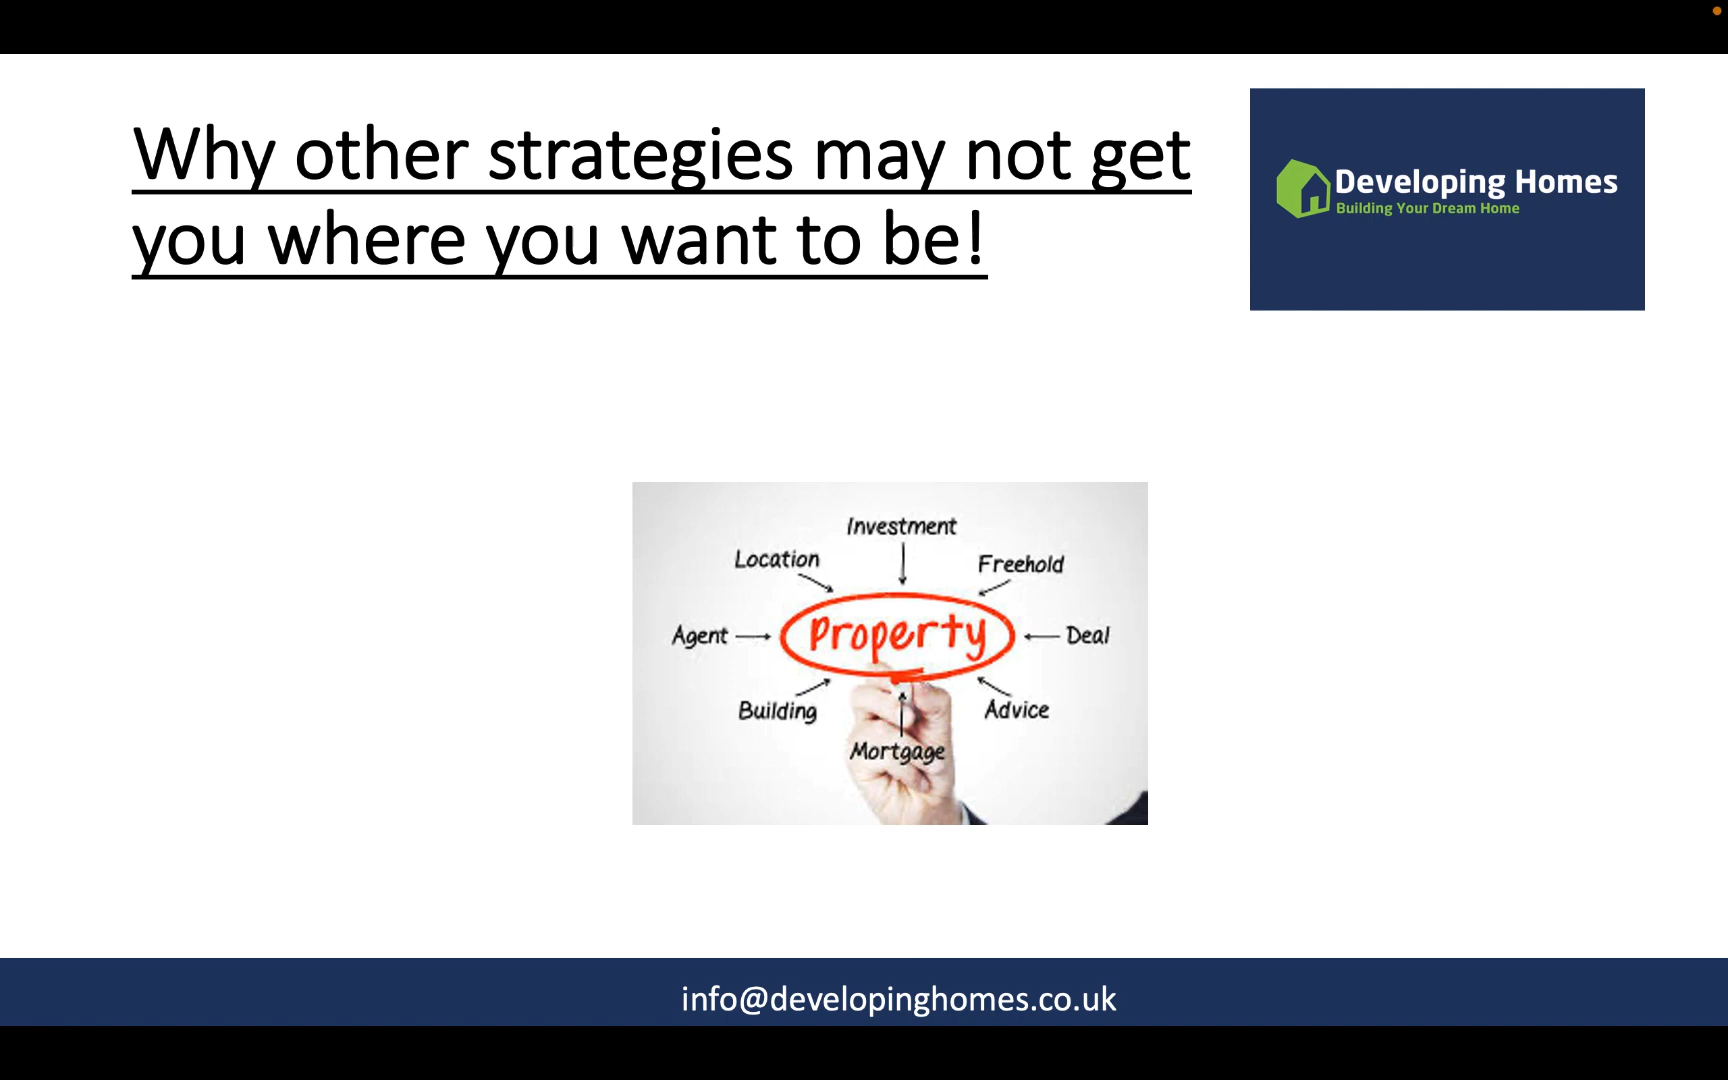 Why other strategies may not get
you where you want to be!
Developing Homes
Building Your Dream Home
Investment
Location
Freehold
Agent
Property
Deal
Building
Advice
Mortgage
info@developinghomes.co.uk